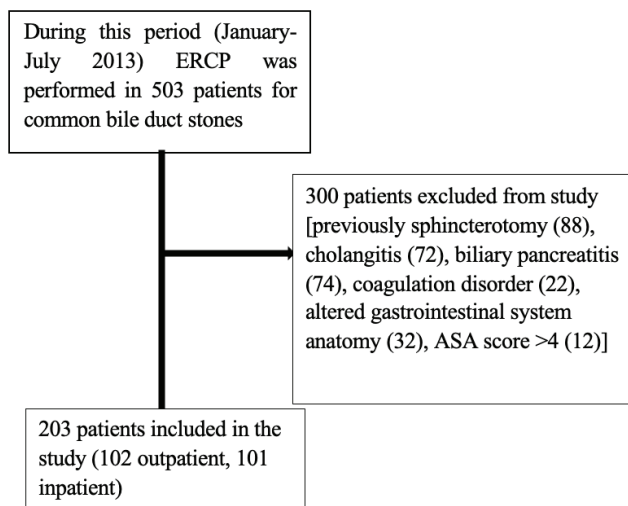 During this period (January-
July 2013) ERCP was
performed in 503 patients for
common bile duct stones
300 patients excluded from study
[previously sphincterotomy (88),
cholangitis (72), biliary pancreatitis
(74), coagulation disorder (22),
altered gastrointestinal system
anatomy (32), ASA score >4 (12)]
203 patients included in the
study (102 outpatient, 101
inpatient)